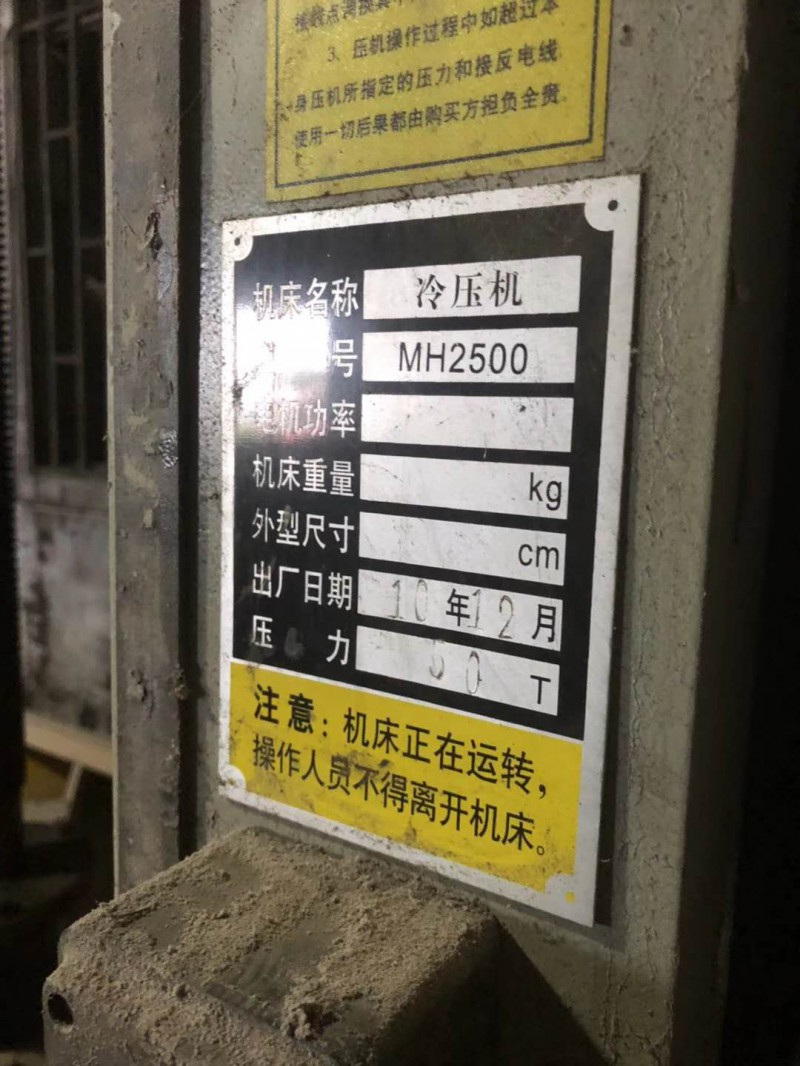 3、压机操作过程中如超过本
身压机所指定的压力和接反电线
使用一切后果都由购买方担负全责
机床名称 冷压机
号 MH2500
电机功率
机床重量 kg
外型尺寸 cm
出厂日期 10年12月
压 力 50 T
注意：机床正在运转，
操作人员不得离开机床。